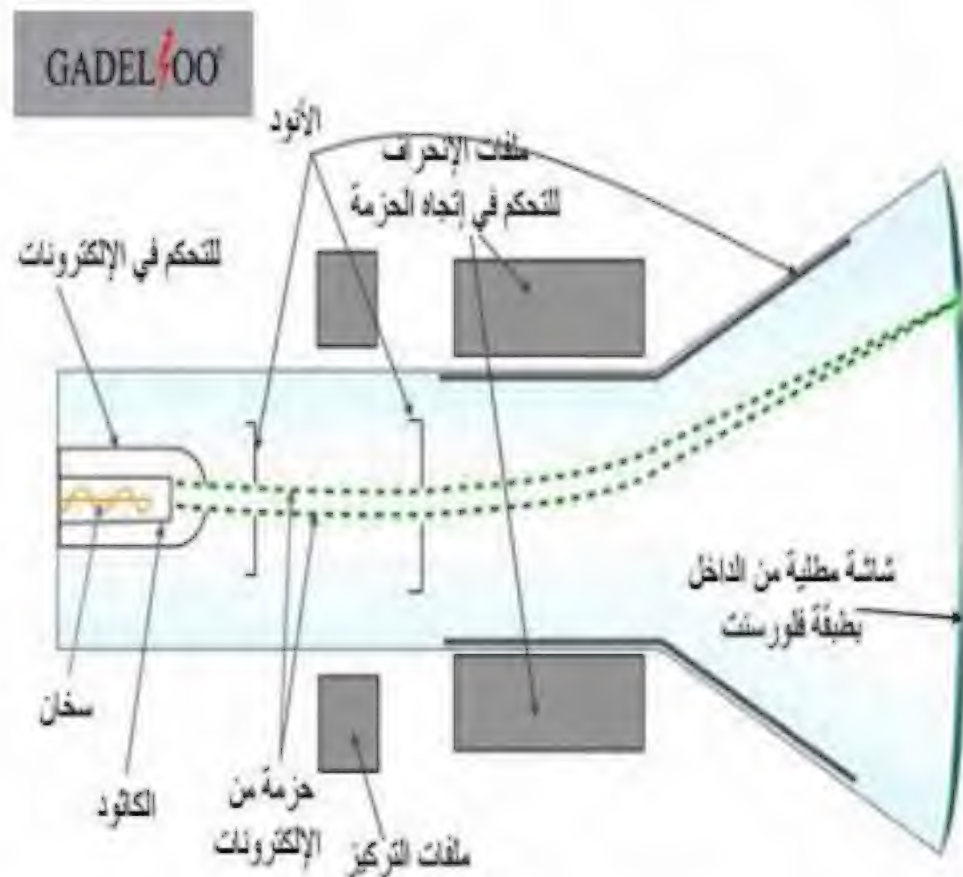 GADELOO
الأنود
ملفات الإنحراف
للتحكم في إتجاه الحزمة
للتحكم في الإلكترونات
شاشة مطلية من الداخل
بطبقة فلورسنت
سخان
الكاثود
حزمة من
الإلكترونات
ملفات التركيز